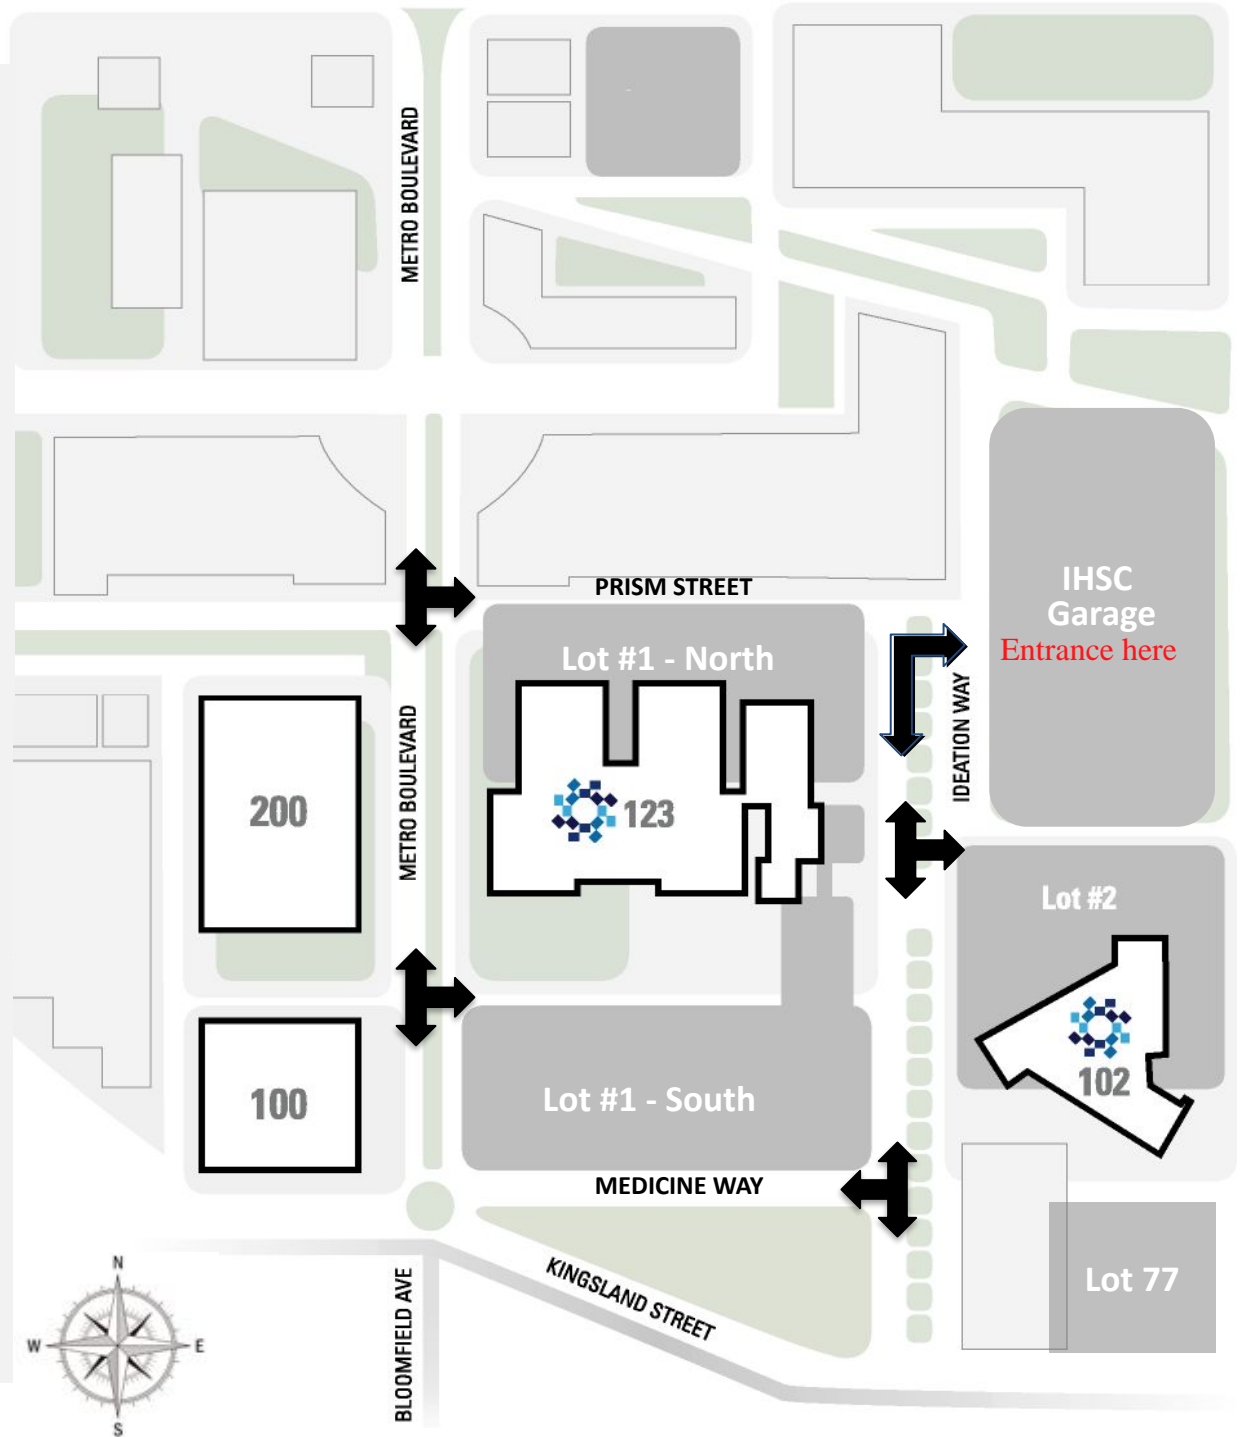 METRO BOULEVARD
PRISM STREET
IHSC
Garage
Entrance here
Lot #1 - North
IDEATION WAY
METRO BOULEVARD
200
123
Lot #2
100
Lot #1 - South
102
MEDICINE WAY
KINGSLAND STREET
BLOOMFIELD AVE
Lot 77
N
W
E
S